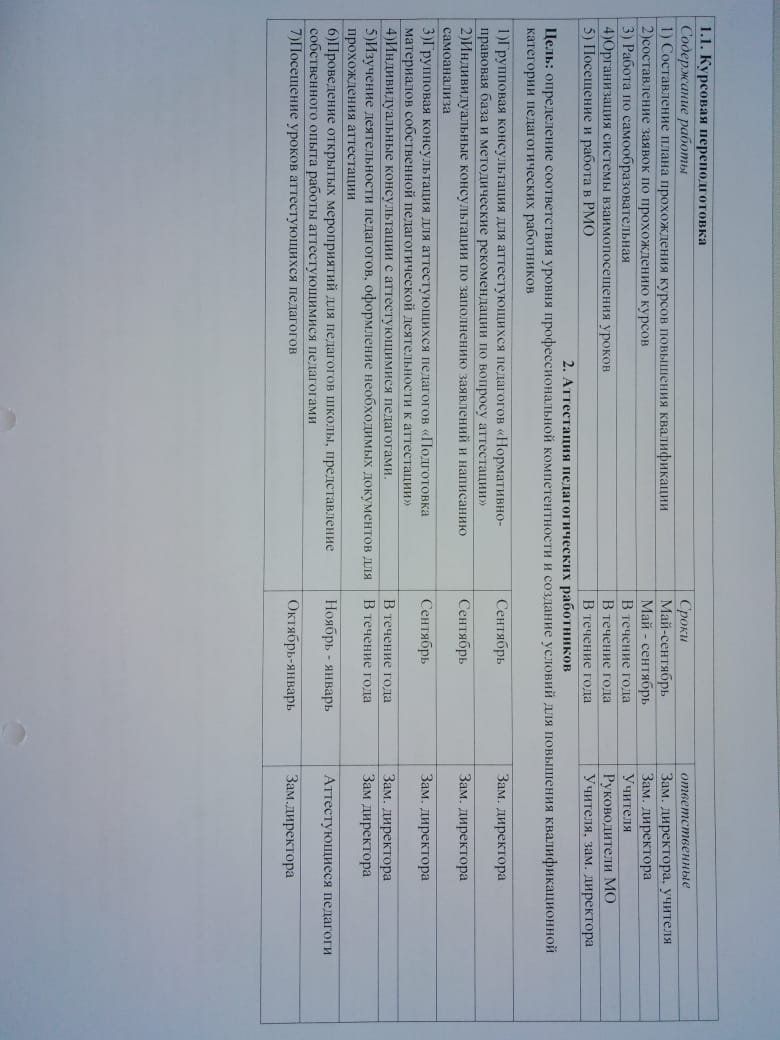 1.1. Курсовая переподготовка
Содержание работы Сроки ответственные
1) Составление плана прохождения курсов повышения квалификации Май-сентябрь Зам. директора, учителя
2)составление заявок по прохождению курсов Май - сентябрь Зам. директора
3) Работа по самообразовательная В течение года Учителя
4)Организация системы взаимопосещения уроков В течение года Руководители МО
5) Посещение и работа в РМО В течение года Учителя, зам. директора
2. Аттестация педагогических работников
Цель: определение соответствия уровня профессиональной компетентности и создание условий для повышения квалификационной
категории педагогических работников
1)Групповая консультация для аттестующихся педагогов «Нормативно- Сентябрь Зам. директора
правовая база и методические рекомендации по вопросу аттестации»
2)Индивидуальные консультации по заполнению заявлений и написанию Сентябрь Зам. директора
самоанализа
3)Групповая консультация для аттестующихся педагогов «Подготовка Сентябрь Зам. директора
материалов собственной педагогической деятельности к аттестации»
4)Индивидуальные консультации с аттестующимися педагогами. В течение года Зам. директора
5)Изучение деятельности педагогов, оформление необходимых документов для В течение года Зам директора
прохождения аттестации
6)Проведение открытых мероприятий для педагогов школы, представление Ноябрь - январь Аттестующиеся педагоги
собственного опыта работы аттестующимися педагогами
7)Посещение уроков аттестующихся педагогов Октябрь-январь Зам.директора